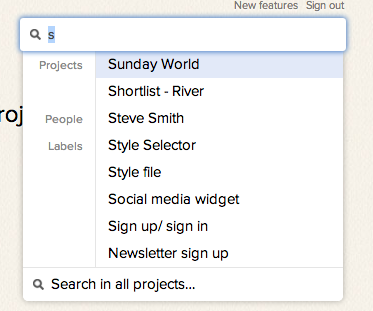 New features Sign out
s
Projects Sunday World
Shortlist - River
roj
People Steve Smith
Labels Style Selector
Style file
Social media widget
Sign up/ sign in
Newsletter sign up
Search in all projects...